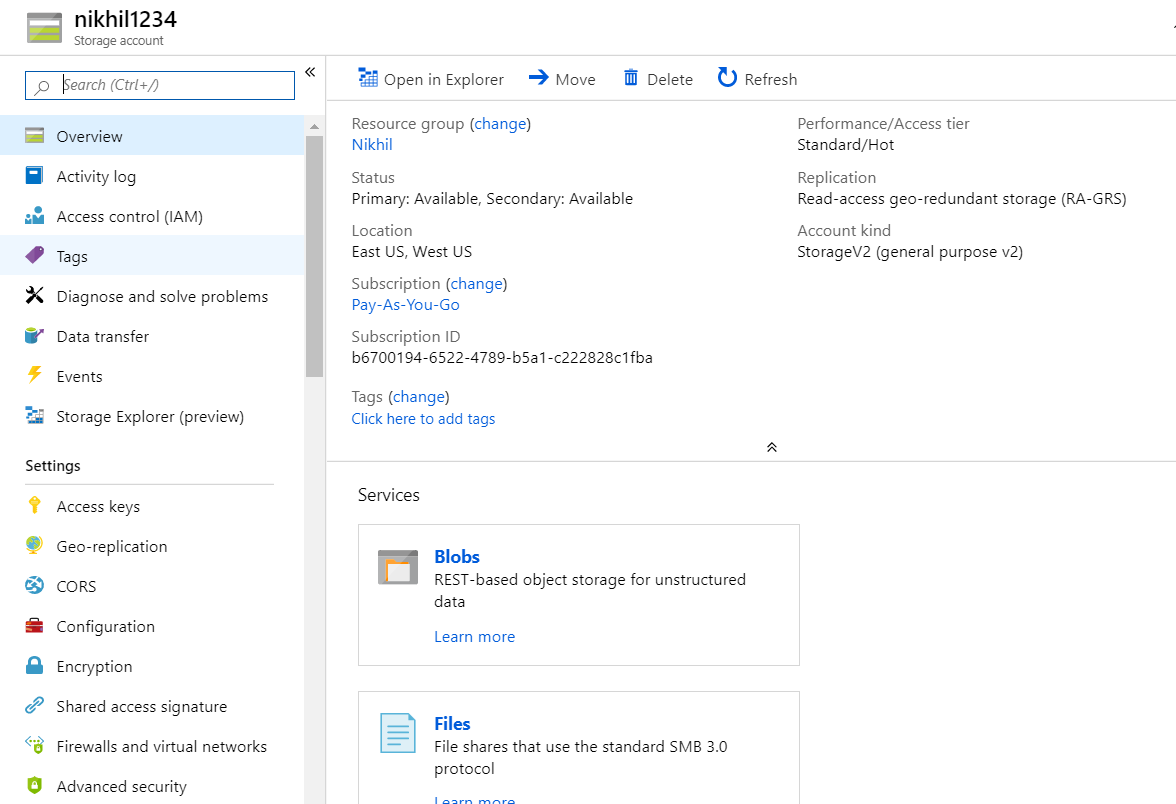 nikhil1234
Storage account
Search (Ctrl+/)
«
Overview
Activity log
Access control (IAM)
Tags
Diagnose and solve problems
Data transfer
Events
Storage Explorer (preview)
Settings
Access keys
Geo-replication
CORS
Configuration
Encryption
Shared access signature
Firewalls and virtual networks
Advanced security
Open in Explorer Move Delete Refresh
Resource group (change)
Nikhil
Status
Primary: Available, Secondary: Available
Location
East US, West US
Subscription (change)
Pay-As-You-Go
Subscription ID
b6700194-6522-4789-b5a1-c222828c1fba
Tags (change)
Click here to add tags
Performance/Access tier
Standard/Hot
Replication
Read-access geo-redundant storage (RA-GRS)
Account kind
StorageV2 (general purpose v2)
Services
Blobs
REST-based object storage for unstructured
data
Learn more
Files
File shares that use the standard SMB 3.0
protocol
Learn more